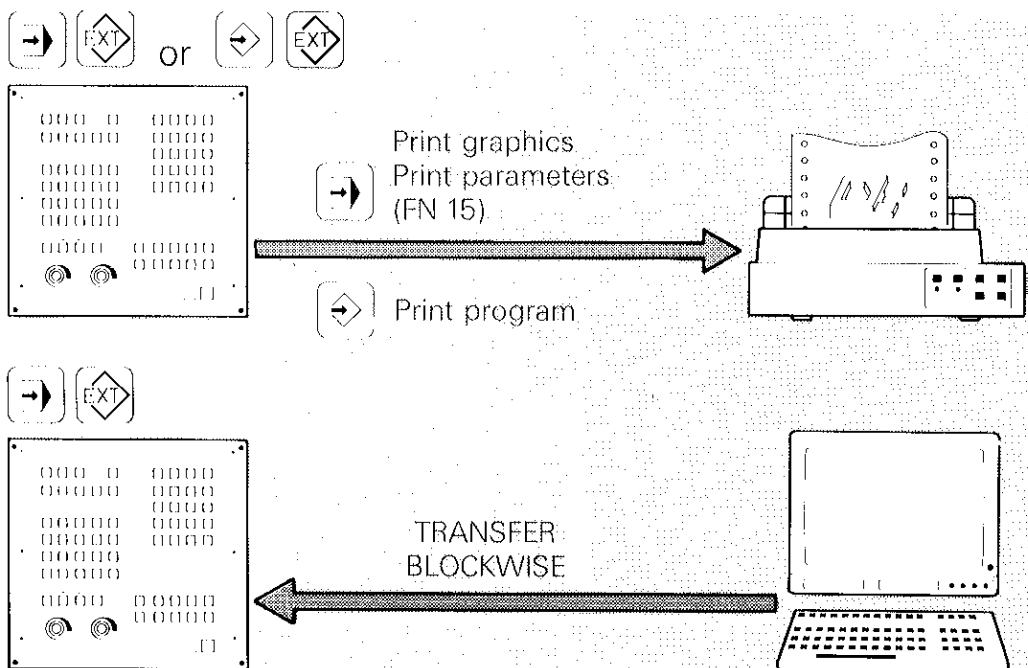 EXT or EXT
Print graphics
Print parameters
(FN 15)
Print program
EXT
TRANSFER
BLOCKWISE